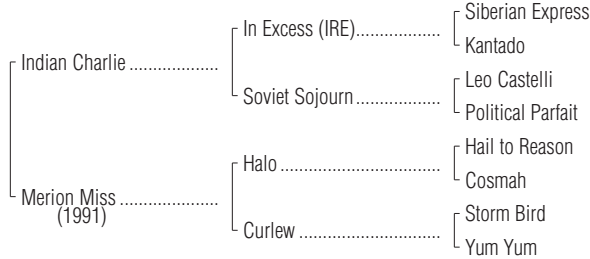 Siberian Express
In Excess (IRE)...................
Kantado
Indian Charlie ...................
Leo Castelli
Soviet Sojourn ...................
Political Parfait
Hail to Reason
Halo ....................................
Cosmah
Merion Miss ......................
(1991)
Storm Bird
Curlew ................................
Yum Yum